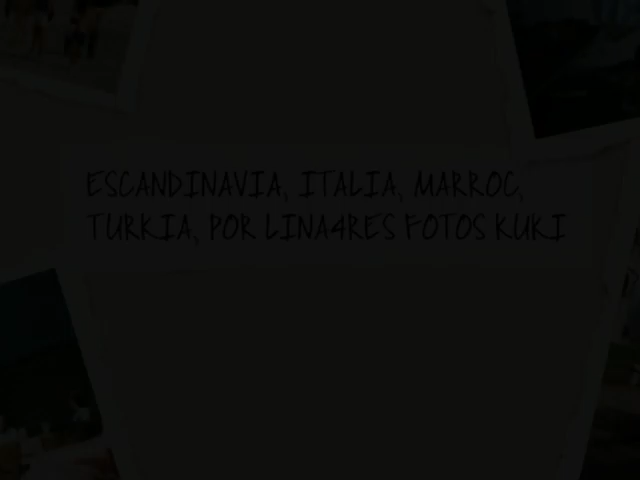 ESCANDINAVIA, ITALIA, MARROC,
TURKIA, POR LINA4RES FOTOS KUKI